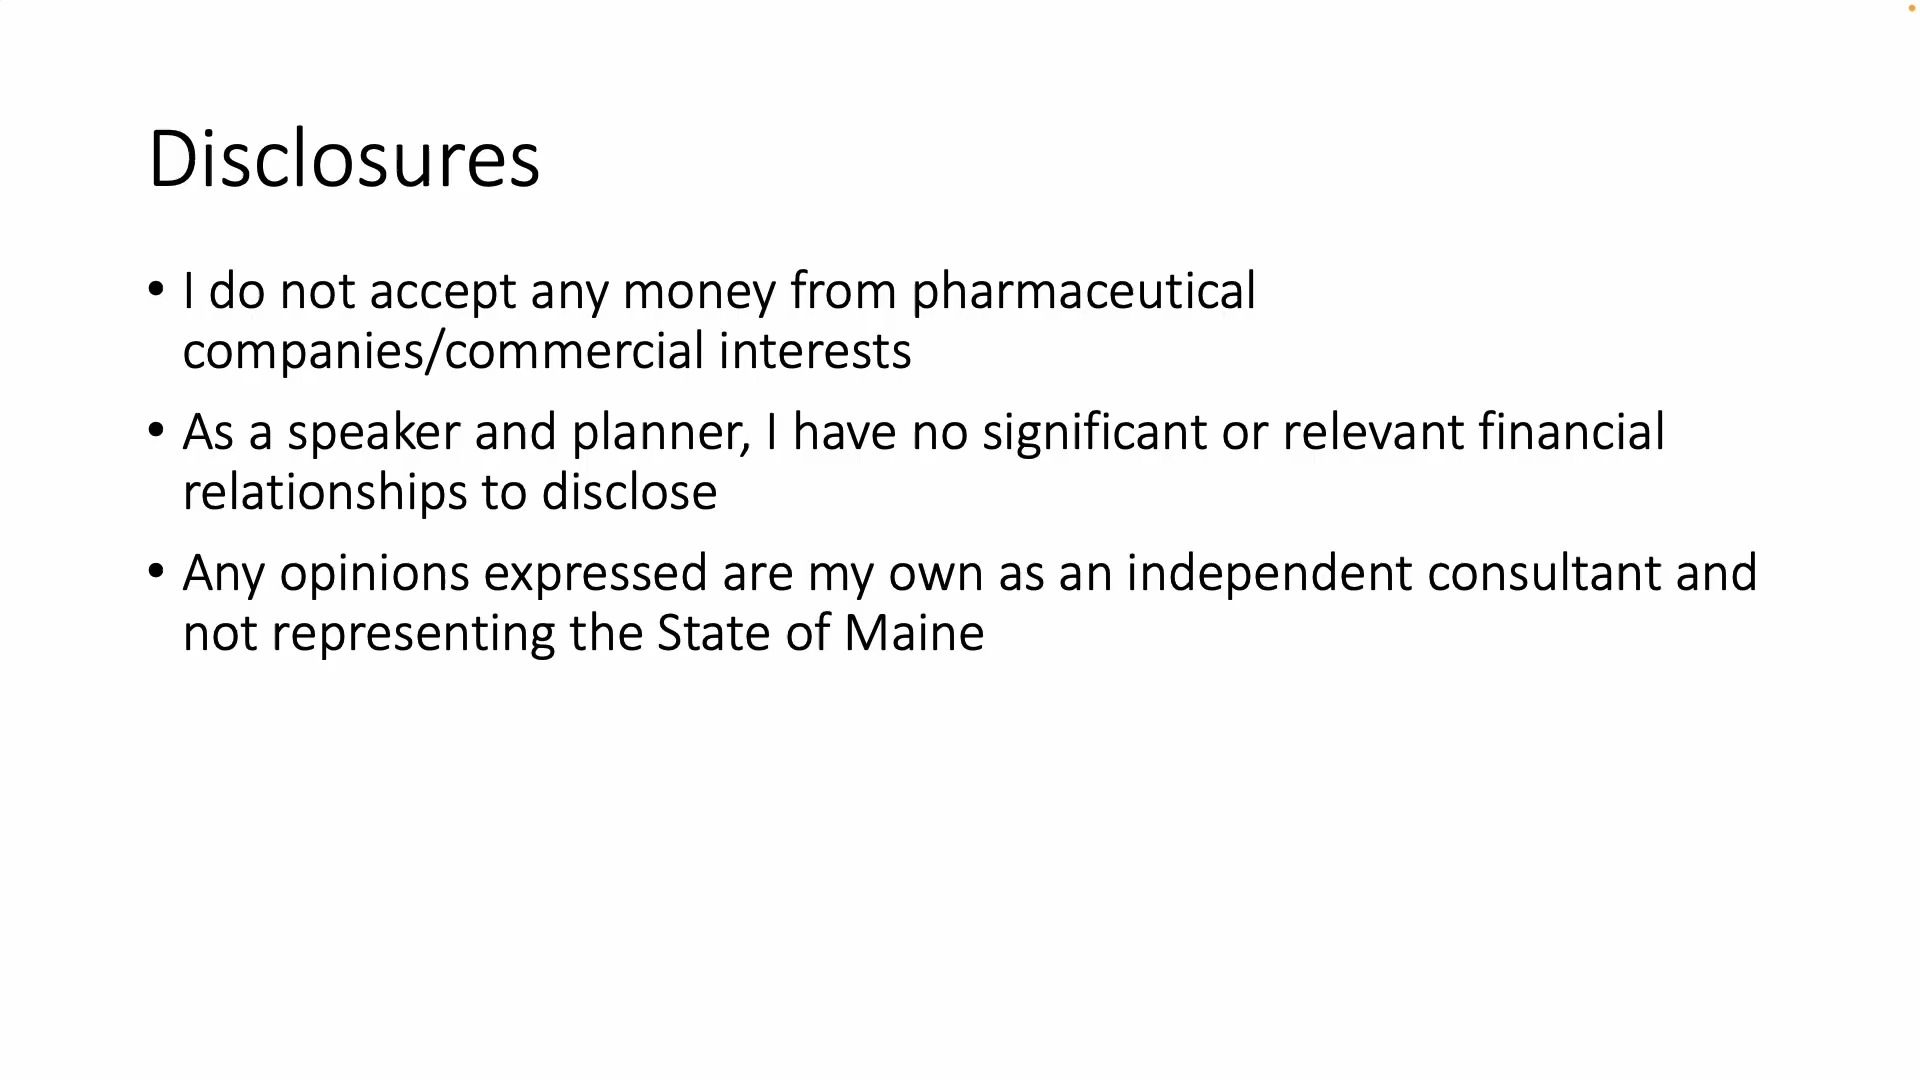 Disclosures
• I do not accept any money from pharmaceutical
companies/commercial interests
• As a speaker and planner, I have no significant or relevant financial
relationships to disclose
• Any opinions expressed are my own as an independent consultant and
not representing the State of Maine